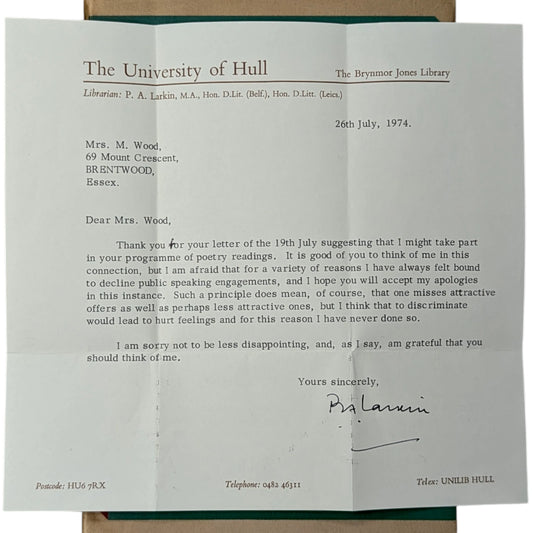 The University of Hull The Brynmor Jones Library
Librarian: P. A. Larkin, M.A., Hon. D.Lit. (Belf.), Hon. D.Litt. (Leics.)
26th July, 1974.
Mrs. M. Wood,
69 Mount Crescent,
BRENTWOOD,
Essex.
Dear Mrs. Wood,
Thank you for your letter of the 19th July suggesting that I might take part
in your programme of poetry readings. It is good of you to think of me in this
connection, but I am afraid that for a variety of reasons I have always felt bound
to decline public speaking engagements, and I hope you will accept my apologies
in this instance. Such a principle does mean, of course, that one misses attractive
offers as well as perhaps less attractive ones, but I think that to discriminate
would lead to hurt feelings and for this reason I have never done so.
I am sorry not to be less disappointing, and, as I say, am grateful that you
should think of me.
Yours sincerely,
P A Larkin
Postcode: HU6 7RX Telephone: 0482 46311 Telex: UNILIB HULL